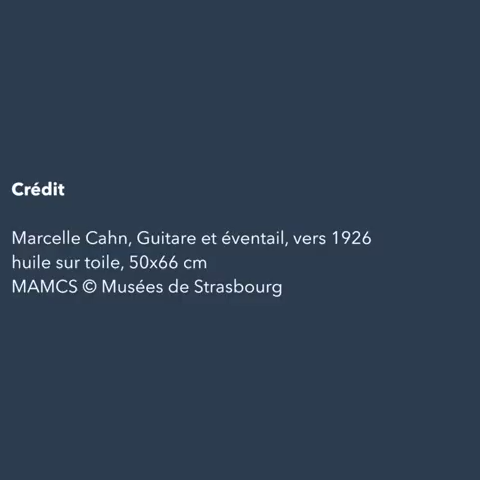 Crédit
Marcelle Cahn, Guitare et éventail, vers 1926
huile sur toile, 50x66 cm
MAMCS © Musées de Strasbourg